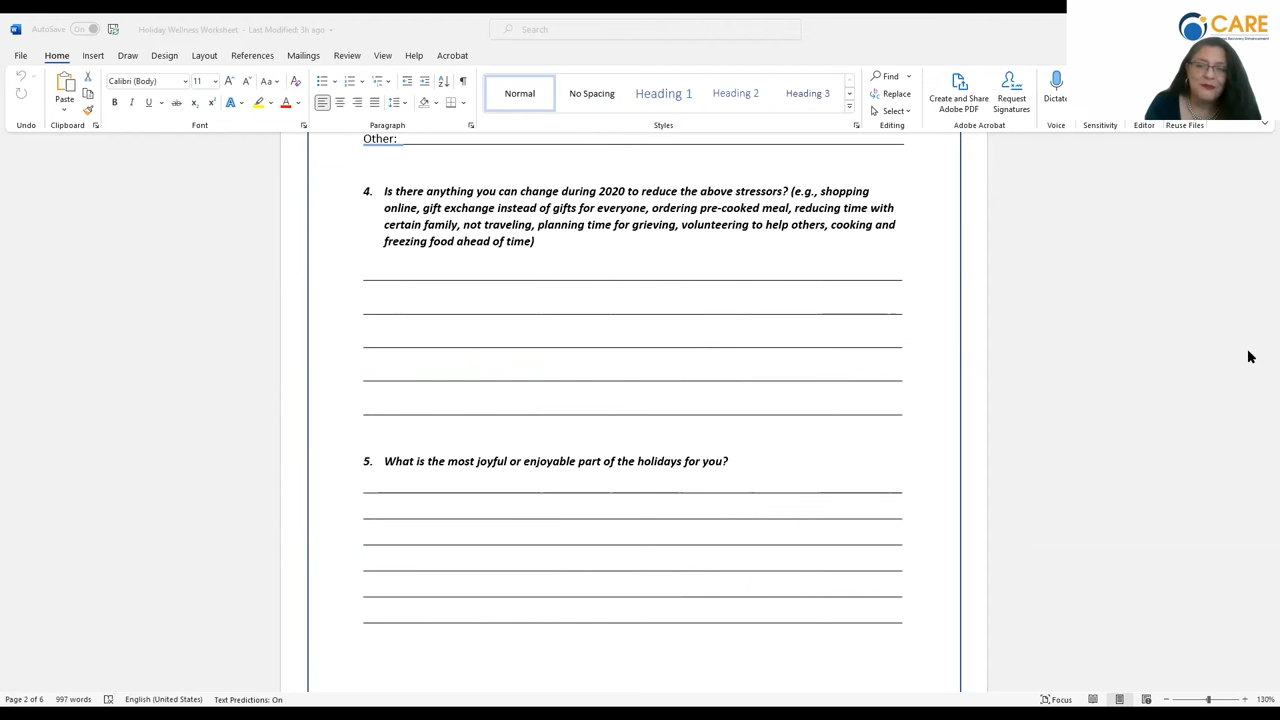 AutoSave
On
Holiday Wellness Worksheet - Last Modified: 3h ago
Search
CARE
File Home Insert Draw Design Layout References Mailings Review View Help Acrobat
Calibri (Body) 11
Paste
Normal
No Spacing
Heading 1
Heading 2
Heading 3
Find
Replace
Select
Create and Share
Adobe PDF
Request
Signatures
Dictate
Undo Clipboard Font Paragraph Styles Editing Adobe Acrobat Voice Sensitivity Editor Reuse Files
Other:
4. Is there anything you can change during 2020 to reduce the above stressors? (e.g., shopping
online, gift exchange instead of gifts for everyone, ordering pre-cooked meal, reducing time with
certain family, not traveling, planning time for grieving, volunteering to help others, cooking and
freezing food ahead of time)
5. What is the most joyful or enjoyable part of the holidays for you?
Page 2 of 6 997 words English (United States) Text Predictions: On Focus 130%